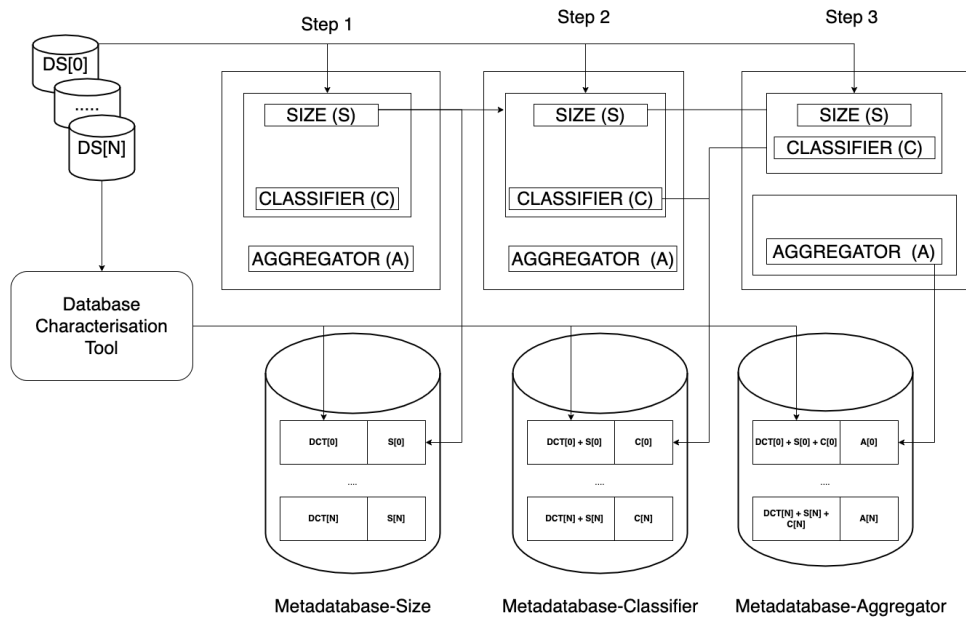 Step 1
Step 2
Step 3
DS[0]
.....
DS[N]
SIZE (S)
CLASSIFIER (C)
AGGREGATOR (A)
SIZE (S)
CLASSIFIER (C)
AGGREGATOR (A)
SIZE (S)
CLASSIFIER (C)
AGGREGATOR (A)
Database
Characterisation
Tool
DCT[0]
S[0]
....
DCT[N]
S[N]
DCT[0] + S[0]
C[0]
....
DCT[N] + S[N]
C[N]
DCT[0] + S[0] + C[0]
A[0]
....
DCT[N] + S[N] +
C[N]
A[N]
Metadatabase-Size
Metadatabase-Classifier
Metadatabase-Aggregator